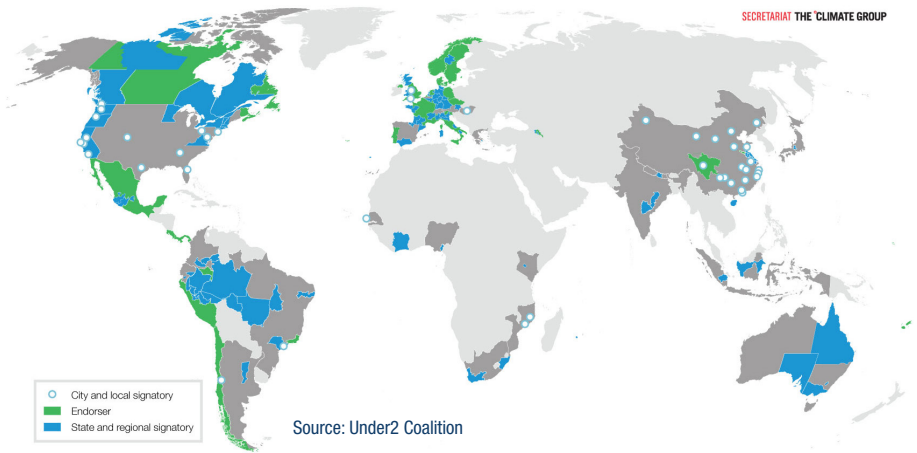 SECRETARIAT THE °CLIMATE GROUP
City and local signatory
Endorser
State and regional signatory
Source: Under2 Coalition